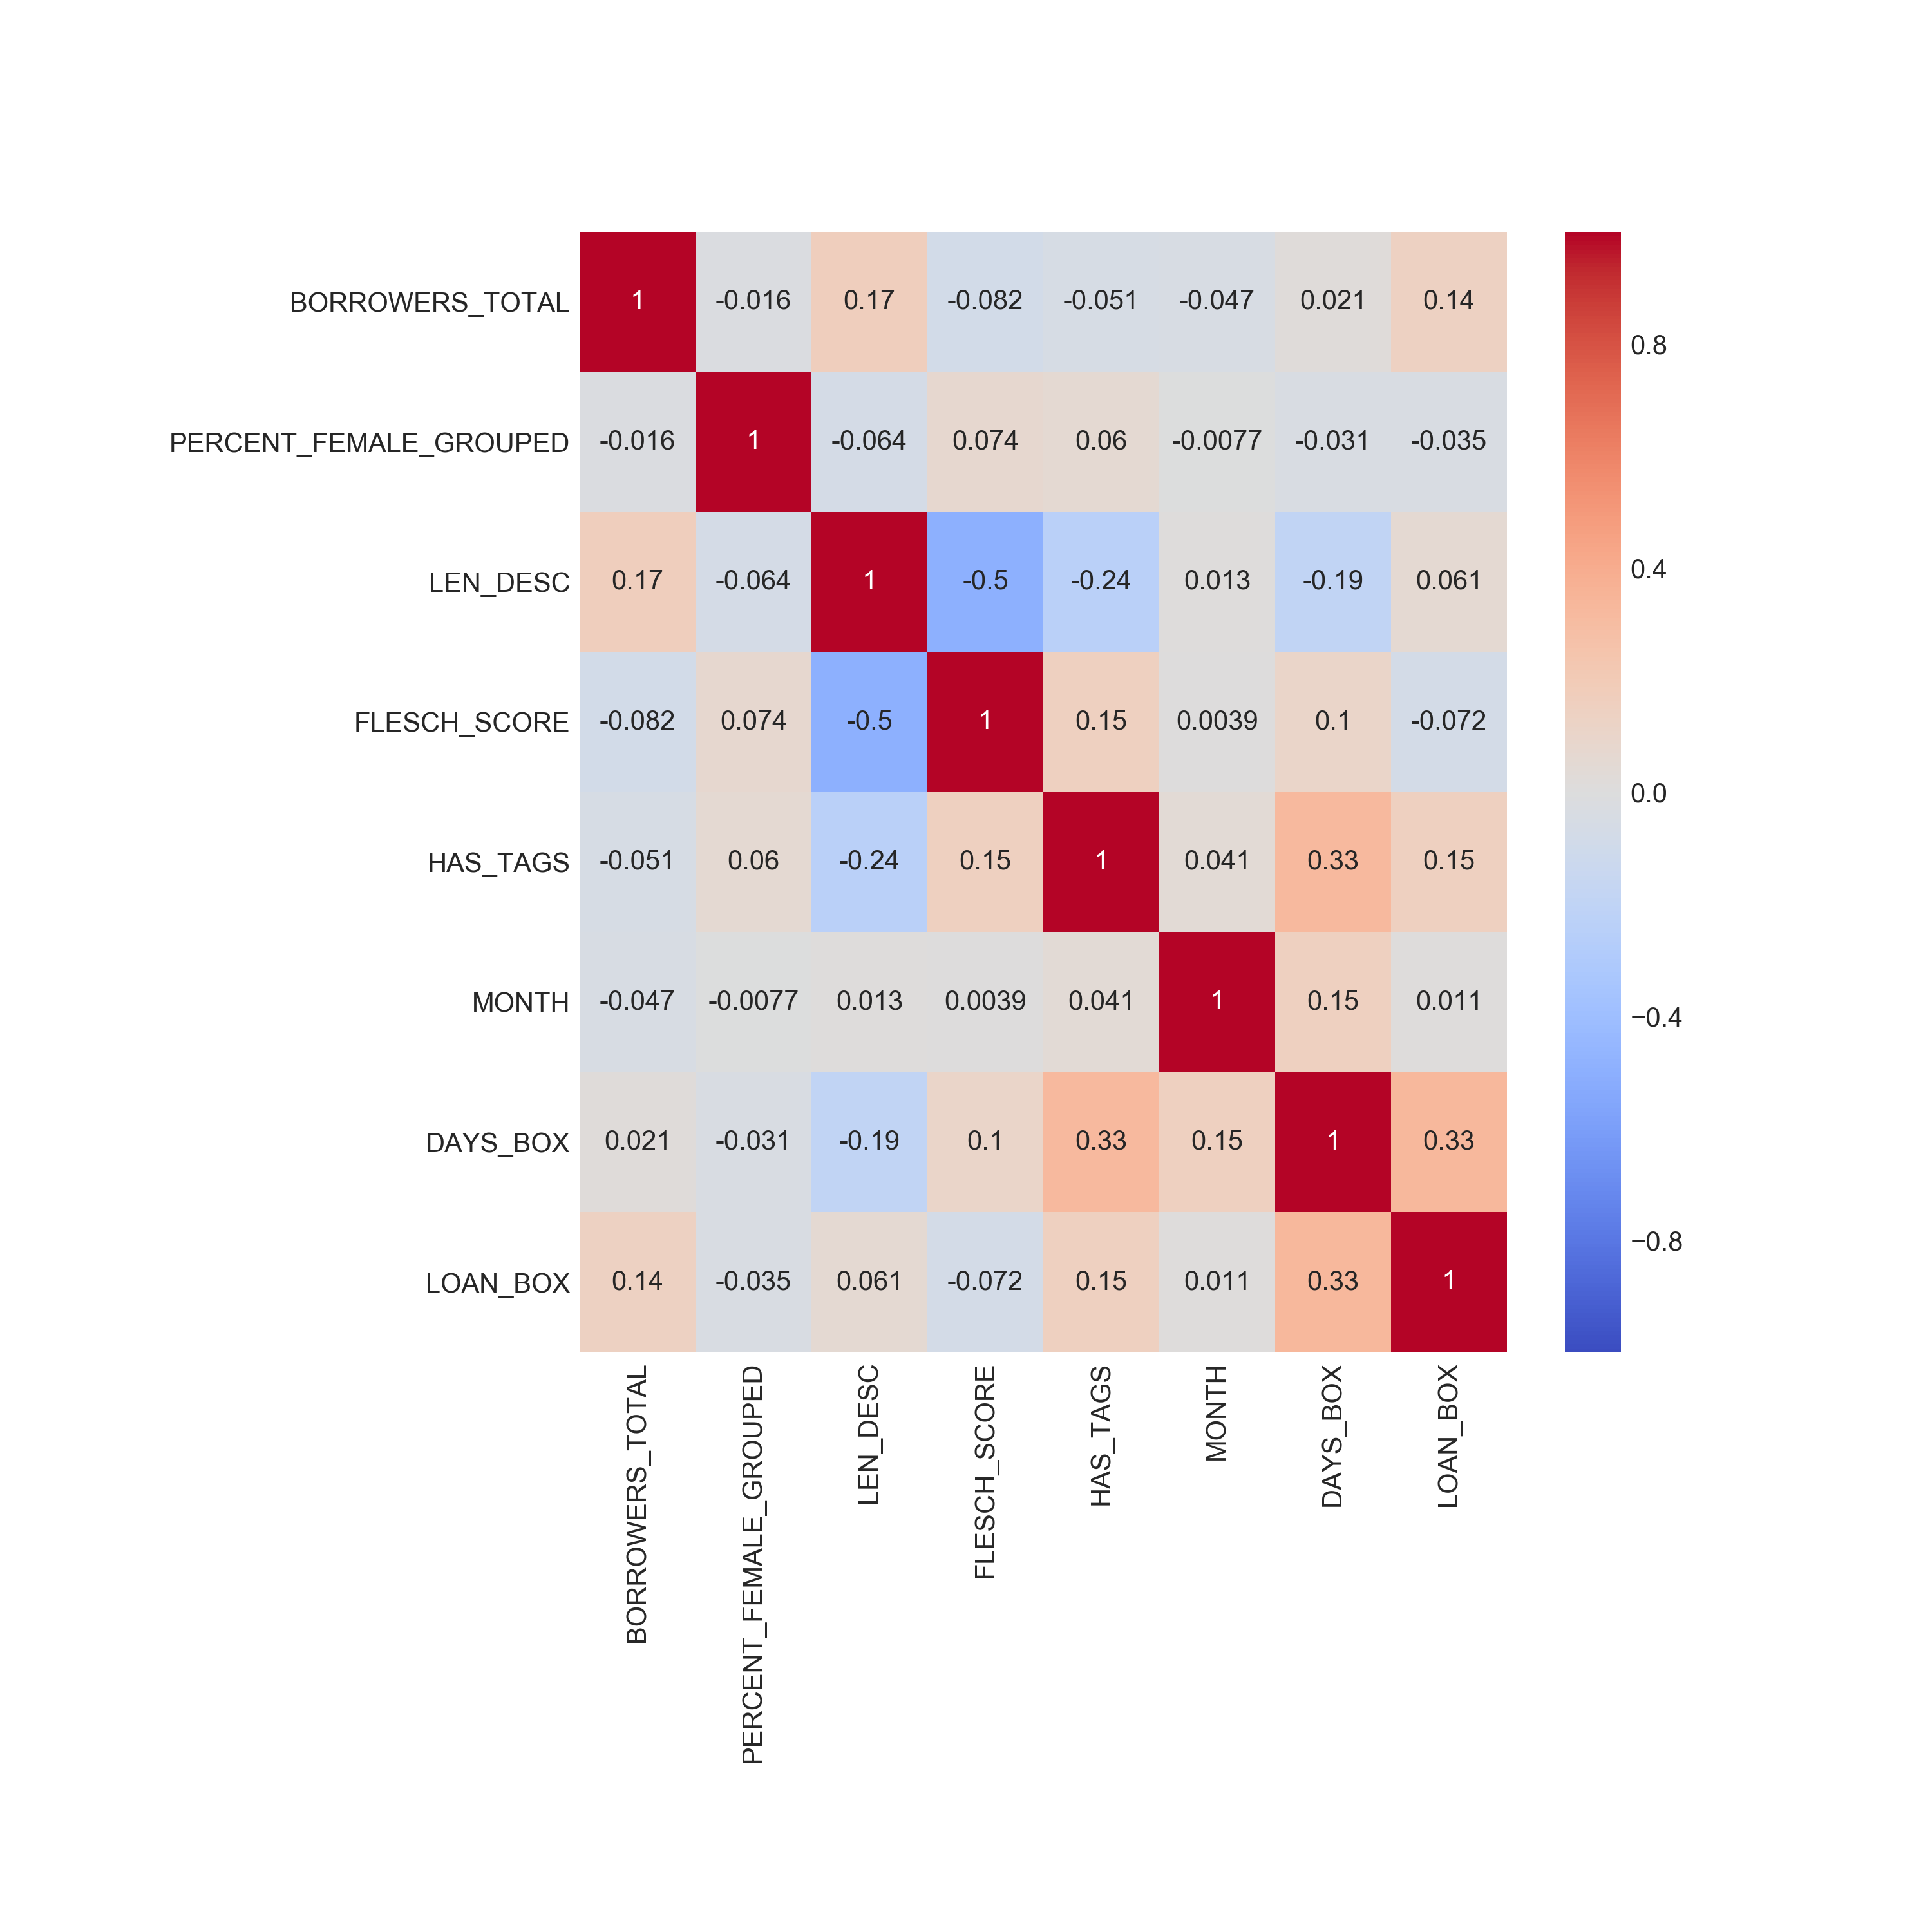 BORROWERS_TOTAL 1 -0.016 0.17 -0.082 -0.051 -0.047 0.021 0.14
PERCENT_FEMALE_GROUPED -0.016 1 -0.064 0.074 0.06 -0.0077 -0.031 -0.035
LEN_DESC 0.17 -0.064 1 -0.5 -0.24 0.013 -0.19 0.061
FLESCH_SCORE -0.082 0.074 -0.5 1 0.15 0.0039 0.1 -0.072
HAS_TAGS -0.051 0.06 -0.24 0.15 1 0.041 0.33 0.15
MONTH -0.047 -0.0077 0.013 0.0039 0.041 1 0.15 0.011
DAYS_BOX 0.021 -0.031 -0.19 0.1 0.33 0.15 1 0.33
LOAN_BOX 0.14 -0.035 0.061 -0.072 0.15 0.011 0.33 1
BORROWERS_TOTAL
PERCENT_FEMALE_GROUPED
LEN_DESC
FLESCH_SCORE
HAS_TAGS
MONTH
DAYS_BOX
LOAN_BOX
0.8
0.4
0.0
−0.4
−0.8